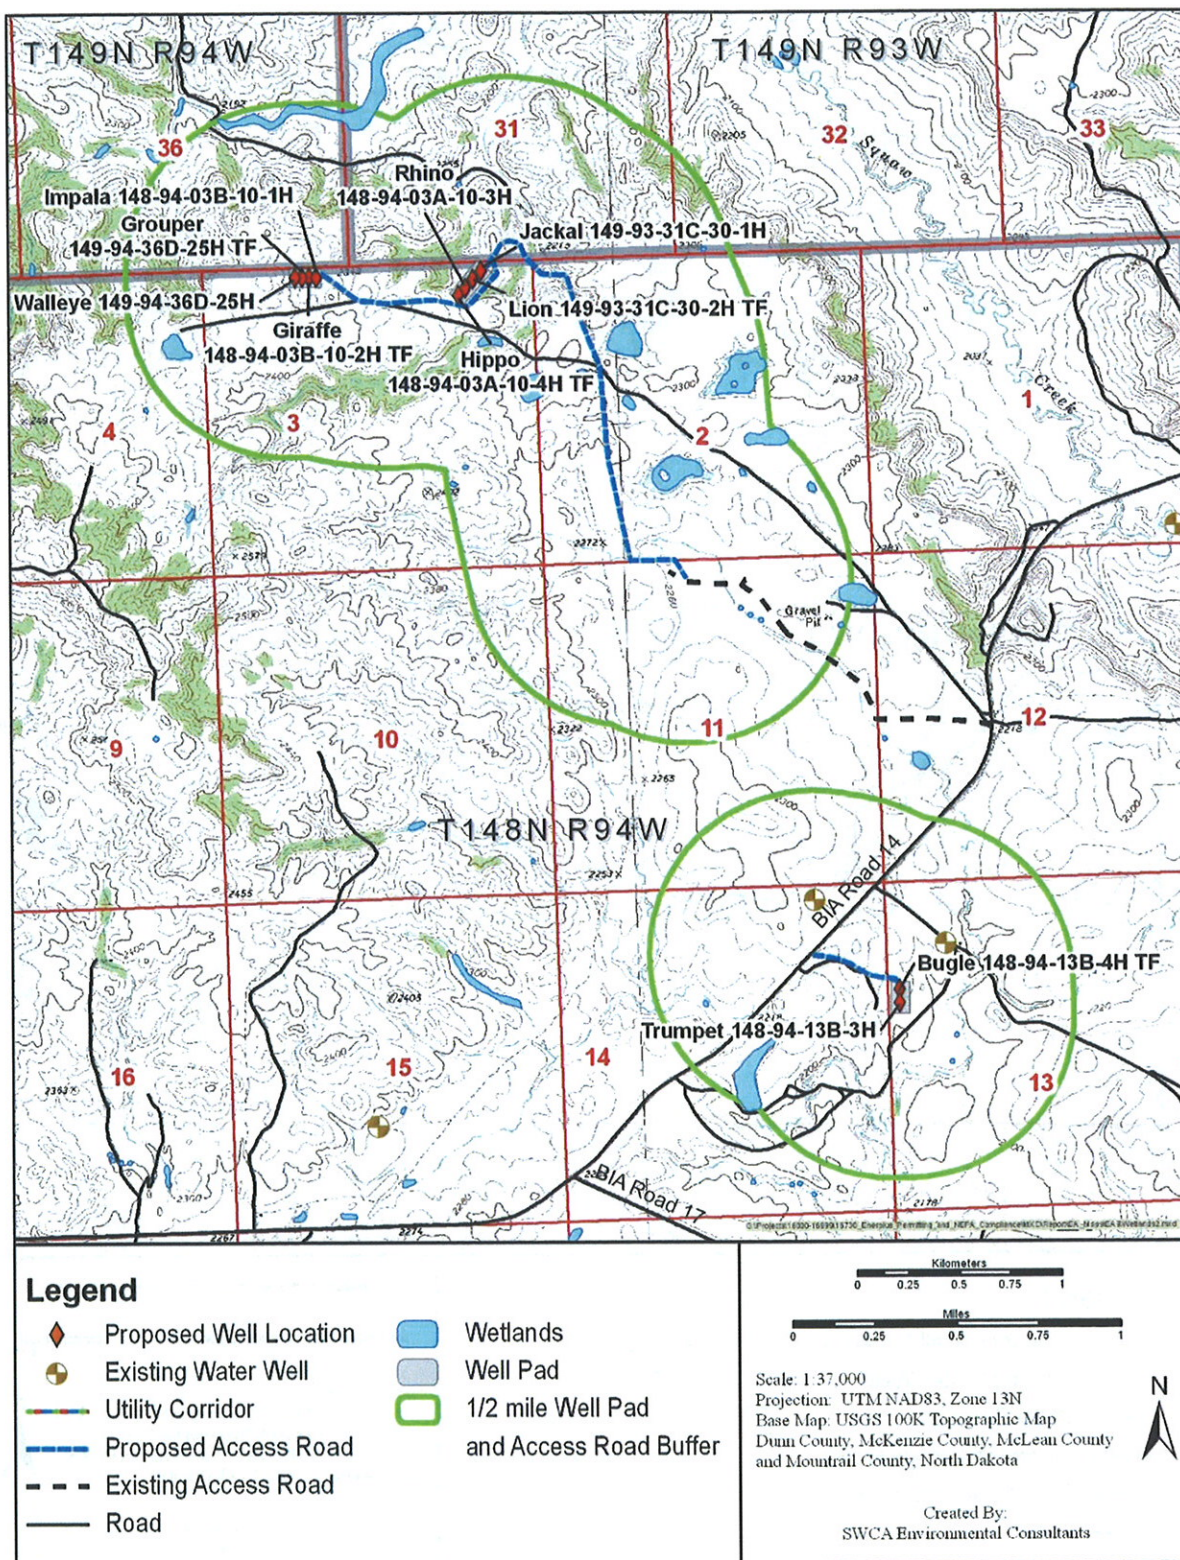 T149N R94W
T149N R93W
36
31
32
33
Squaw
Creek
Rhino
148-94-03A-10-3H
Impala 148-94-03B-10-1H
Grouper
149-94-36D-25H TF
Jackal 149-93-31C-30-1H
Walleye 149-94-36D-25H
Lion 149-93-31C-30-2H TF
Giraffe
148-94-03B-10-2H TF
Hippo
148-94-03A-10-4H TF
4
3
2
1
Gravel
Pit
9
10
11
12
T148N R94W
2322
2265
2455
BIA Road 14
Bugle 148-94-13B-4H TF
Trumpet 148-94-13B-3H
16
15
14
13
BIA Road 17
2267
2274
2178
Legend
Proposed Well Location
Existing Water Well
Utility Corridor
Proposed Access Road
Existing Access Road
Road
Wetlands
Well Pad
1/2 mile Well Pad
and Access Road Buffer
Kilometers
0 0.25 0.5 0.75 1
Miles
0 0.25 0.5 0.75 1
Scale: 1:37,000
Projection: UTM NAD83, Zone 13N
Base Map: USGS 100K Topographic Map
Dunn County, McKenzie County, McLean County
and Mountrail County, North Dakota
N
Created By:
SWCA Environmental Consultants